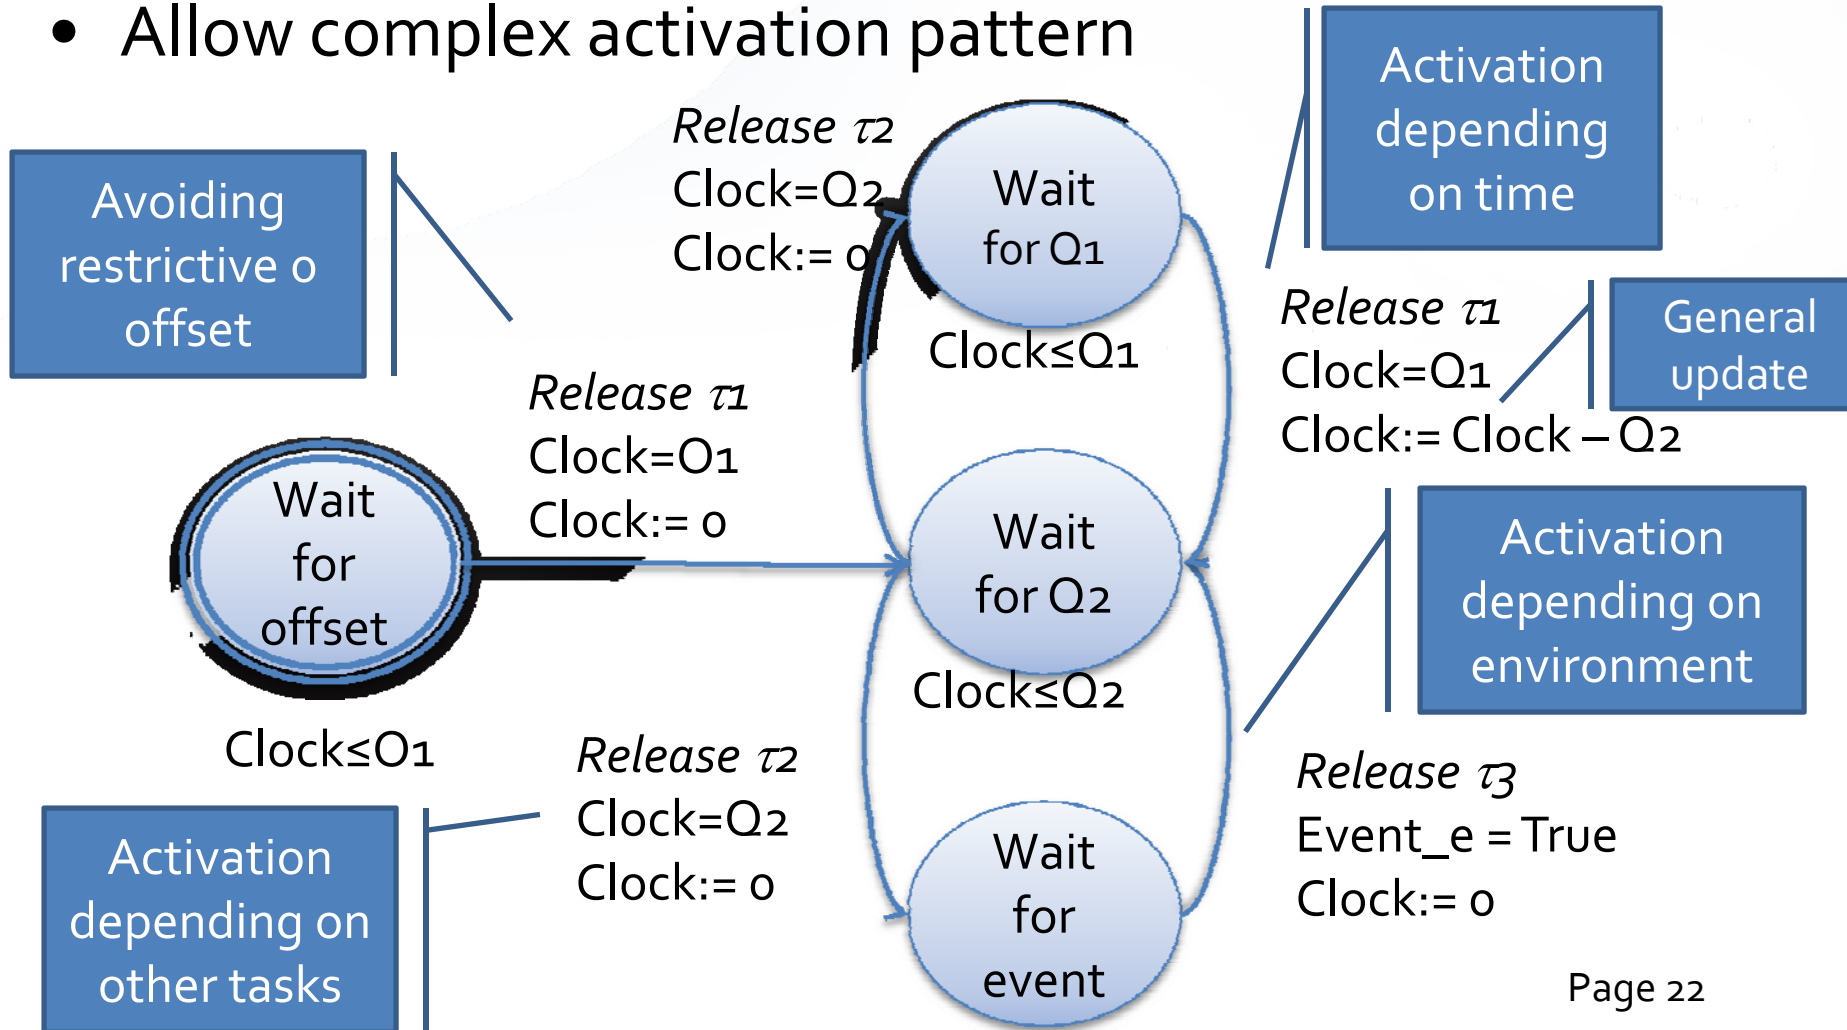 • Allow complex activation pattern
Activation
depending
on time
Release τ2
Clock=Q2
Clock:= 0
Wait
for Q1
Clock≤Q1
Avoiding
restrictive 0
offset
Release τ1
Clock=Q1
Clock:= Clock – Q2
General
update
Release τ1
Clock=O1
Clock:= 0
Wait
for
offset
Clock≤O1
Wait
for Q2
Clock≤Q2
Activation
depending on
environment
Release τ2
Clock=Q2
Clock:= 0
Release τ3
Event_e = True
Clock:= 0
Activation
depending on
other tasks
Wait
for
event
Page 22